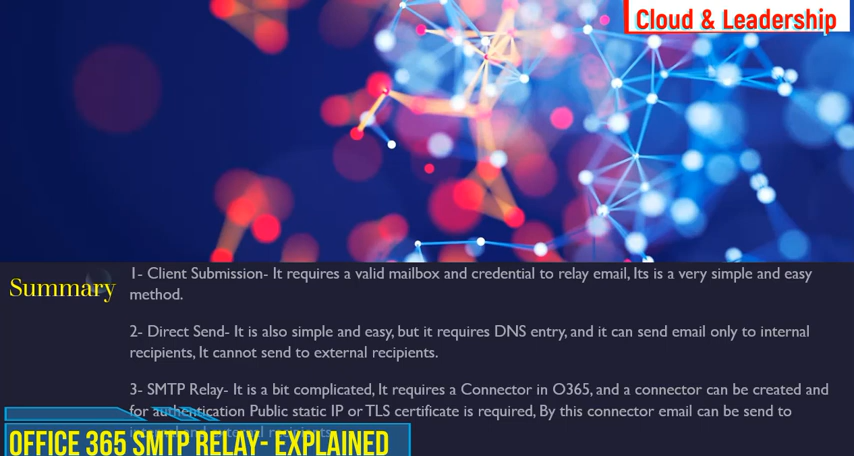 Cloud & Leadership
Summary
1- Client Submission- It requires a valid mailbox and credential to relay email, Its is a very simple and easy
method.
2- Direct Send- It is also simple and easy, but it requires DNS entry, and it can send email only to internal
recipients, It cannot send to external recipients.
3- SMTP Relay- It is a bit complicated, It requires a Connector in O365, and a connector can be created and
for authentication Public static IP or TLS certificate is required, By this connector email can be send to
internal and external recipients
OFFICE 365 SMTP RELAY- EXPLAINED